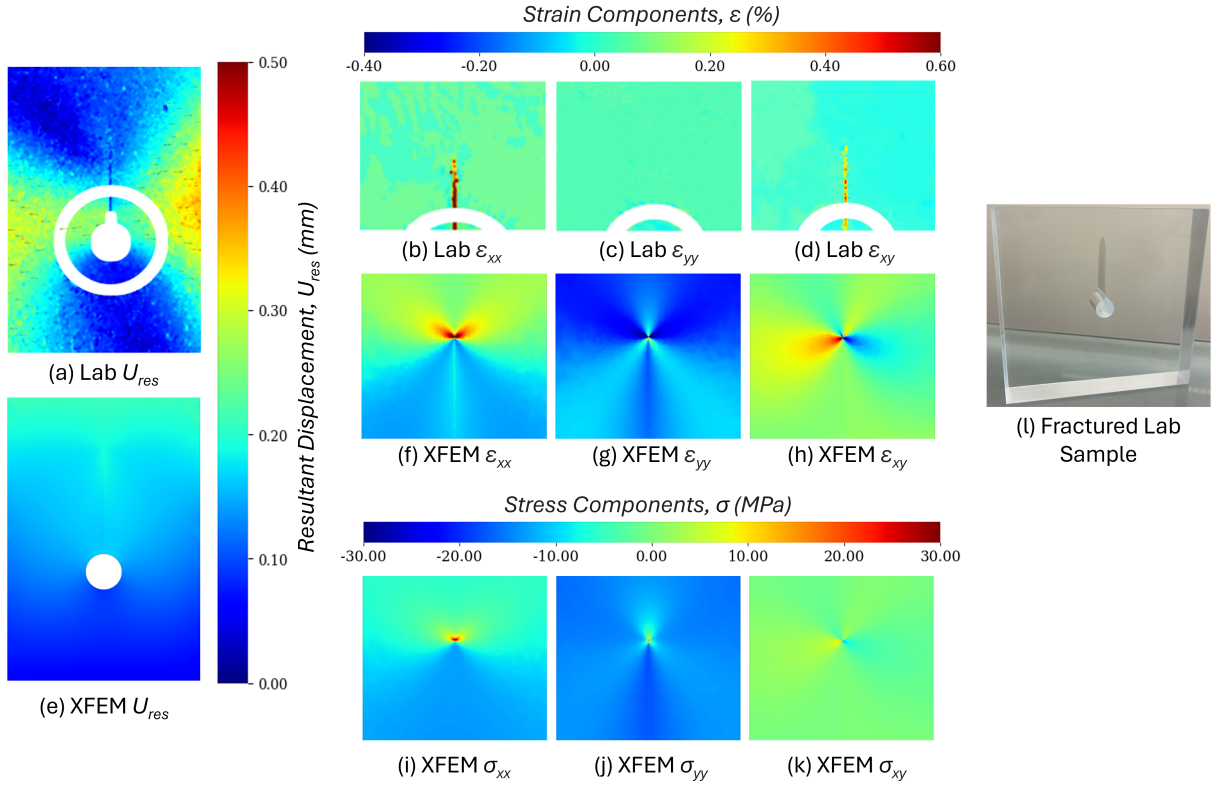 Strain Components, ε (%)
-0.40 -0.20 0.00 0.20 0.40 0.60
0.50
0.40
0.30
0.20
0.10
0.00
Resultant Displacement, Ures (mm)
(a) Lab Ures
(b) Lab εxx
(c) Lab εyy
(d) Lab εxy
(e) XFEM Ures
(f) XFEM εxx
(g) XFEM εyy
(h) XFEM εxy
Stress Components, σ (MPa)
-30.00 -20.00 -10.00 0.00 10.00 20.00 30.00
(i) XFEM σxx
(j) XFEM σyy
(k) XFEM σxy
(l) Fractured Lab
Sample